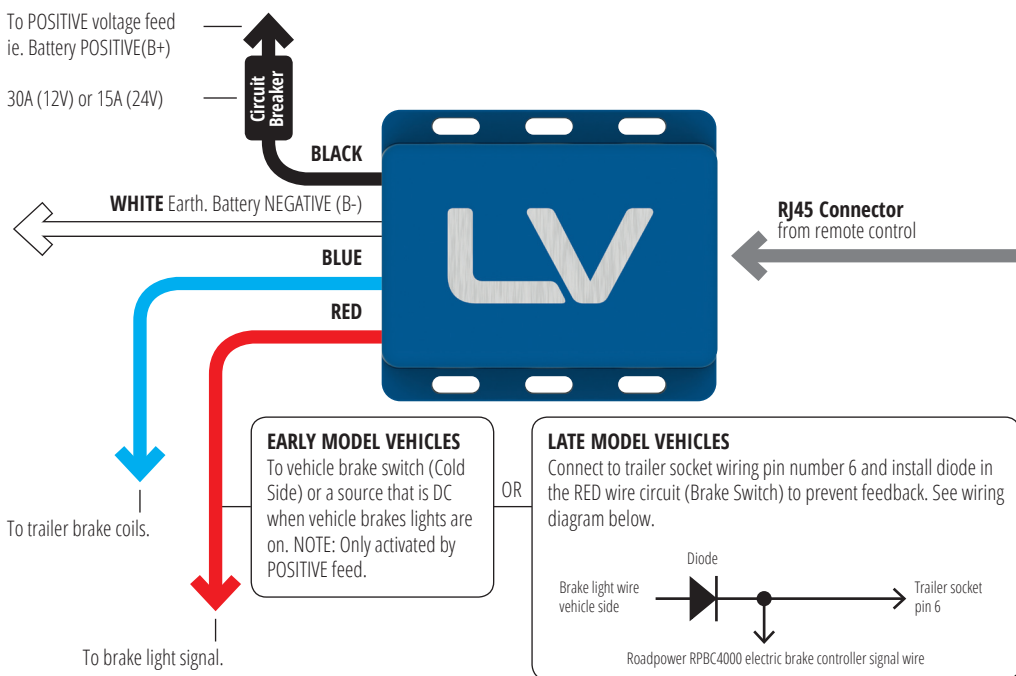 To POSITIVE voltage feed
ie. Battery POSITIVE(B+)
30A (12V) or 15A (24V)
Circuit
Breaker
BLACK
WHITE Earth. Battery NEGATIVE (B-)
BLUE
RED
LV
RJ45 Connector
from remote control
To trailer brake coils.
To brake light signal.
EARLY MODEL VEHICLES
To vehicle brake switch (Cold
Side) or a source that is DC
when vehicle brakes lights are
on. NOTE: Only activated by
POSITIVE feed.
OR
LATE MODEL VEHICLES
Connect to trailer socket wiring pin number 6 and install diode in
the RED wire circuit (Brake Switch) to prevent feedback. See wiring
diagram below.
Diode
Brake light wire
vehicle side
Trailer socket
pin 6
Roadpower RPBC4000 electric brake controller signal wire